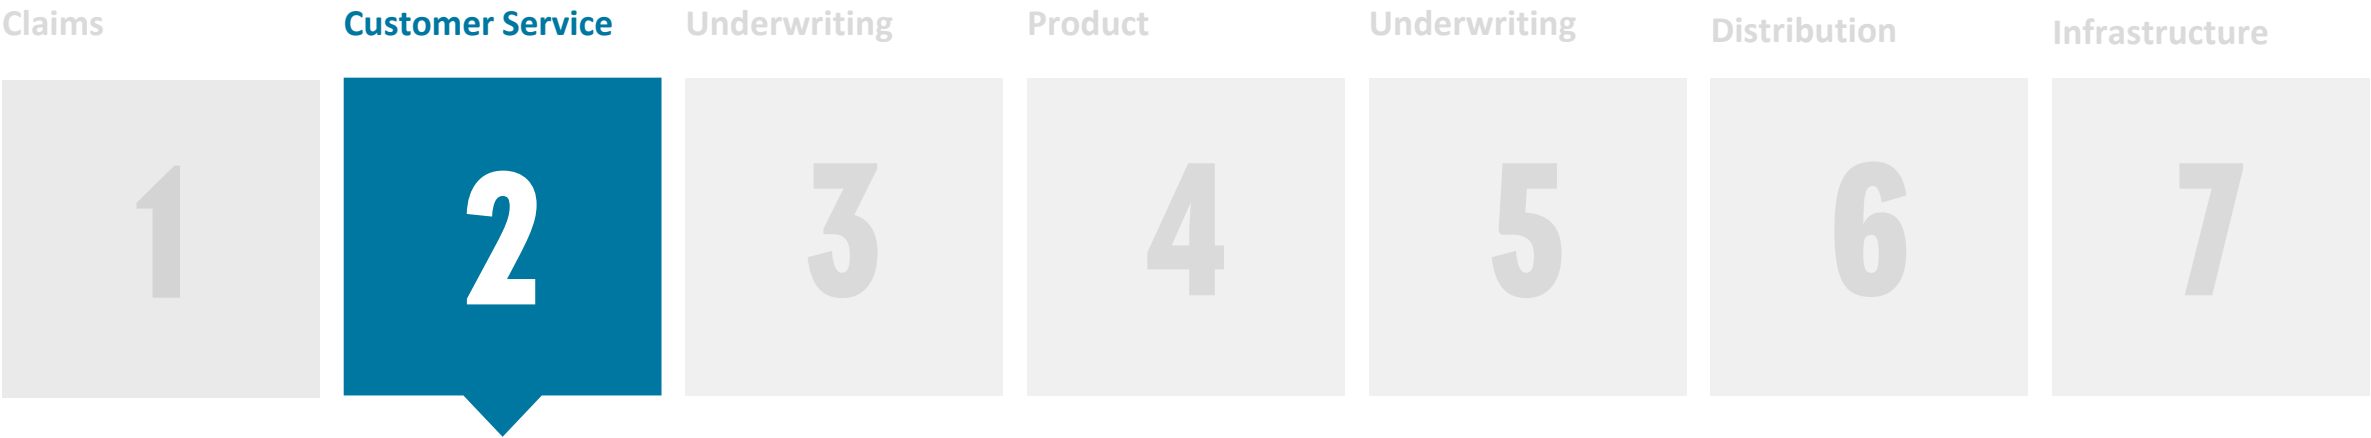 Claims Customer Service Underwriting Product Underwriting Distribution Infrastructure
1 2 3 4 5 6 7